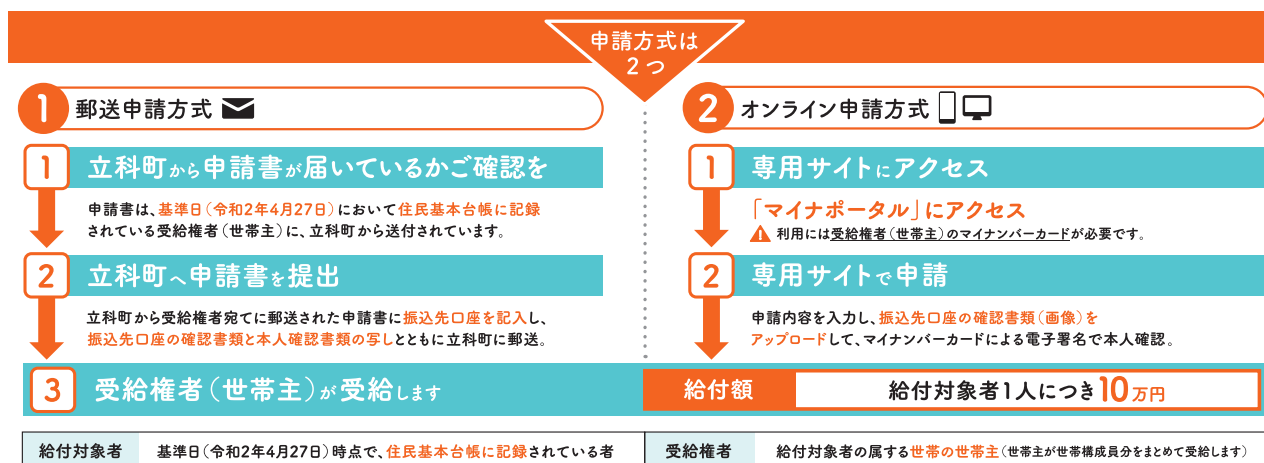 申請方式は
2つ
1 郵送申請方式
1 立科町から申請書が届いているかご確認を
申請書は、基準日(令和2年4月27日)において住民基本台帳に記録
されている受給権者(世帯主)に、立科町から送付されています。
2 立科町へ申請書を提出
立科町から受給権者宛てに郵送された申請書に振込先口座を記入し、
振込先口座の確認書類と本人確認書類の写しとともに立科町に郵送。
2 オンライン申請方式
1 専用サイトにアクセス
「マイナポータル」にアクセス
利用には受給権者(世帯主)のマイナンバーカードが必要です。
2 専用サイトで申請
申請内容を入力し、振込先口座の確認書類(画像)を
アップロードして、マイナンバーカードによる電子署名で本人確認。
3 受給権者(世帯主)が受給します
給付額 給付対象者1人につき10万円
給付対象者 基準日(令和2年4月27日)時点で、住民基本台帳に記録されている者
受給権者 給付対象者の属する世帯の世帯主(世帯主が世帯構成員分をまとめて受給します)